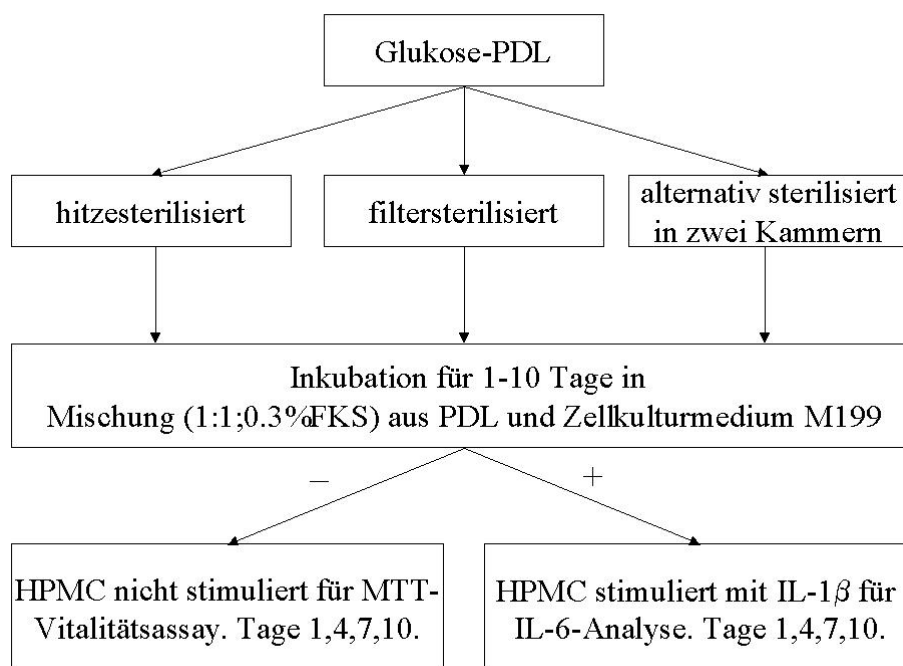 Glukose-PDL
hitzesterilisiert
filtersterilisiert
alternativ sterilisiert
in zwei Kammern
Inkubation für 1-10 Tage in
Mischung (1:1;0.3%FKS) aus PDL und Zellkulturmedium M199
–
+
HPMC nicht stimuliert für MTT-
Vitalitätsassay. Tage 1,4,7,10.
HPMC stimuliert mit IL-1β für
IL-6-Analyse. Tage 1,4,7,10.